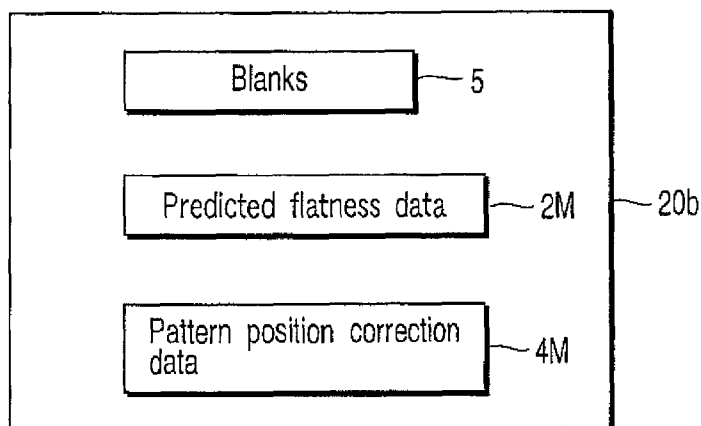 Blanks 5
Predicted flatness data 2M
20b
Pattern position correction
data
4M